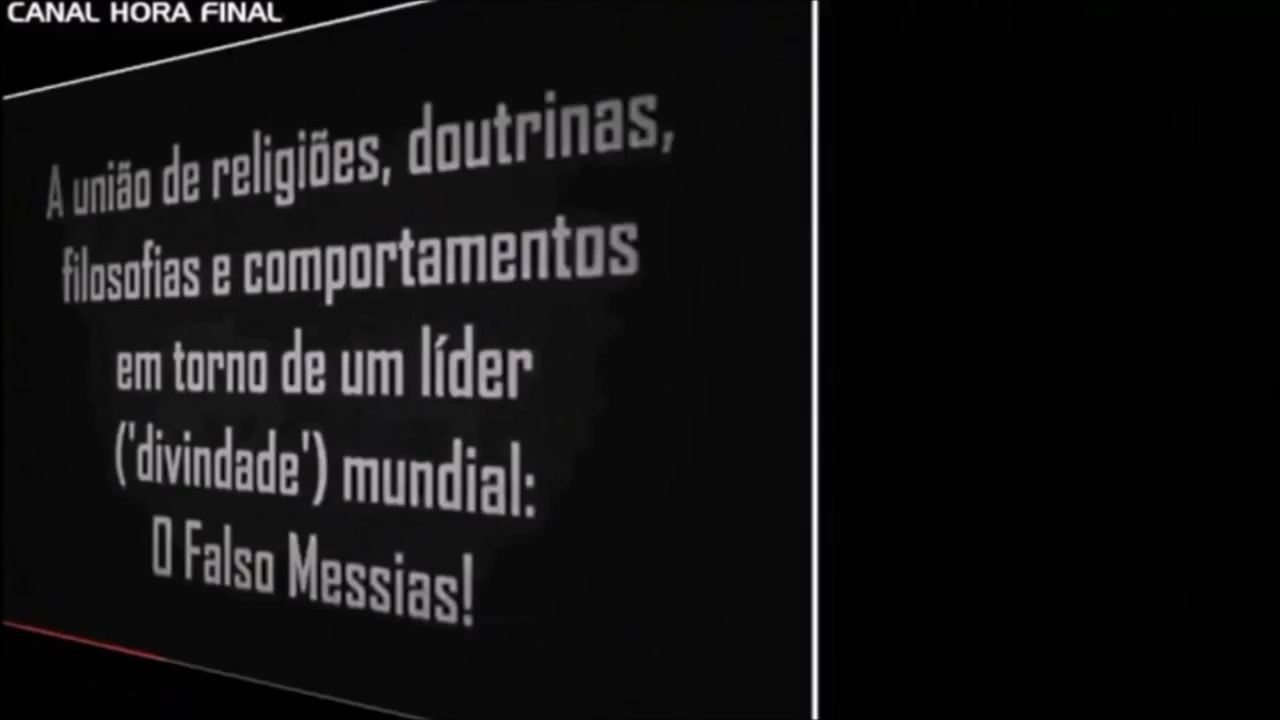 CANAL HORA FINAL
A união de religiões, doutrinas,
filosofias e comportamentos
em torno de um líder
('divindade') mundial:
O Falso Messias!